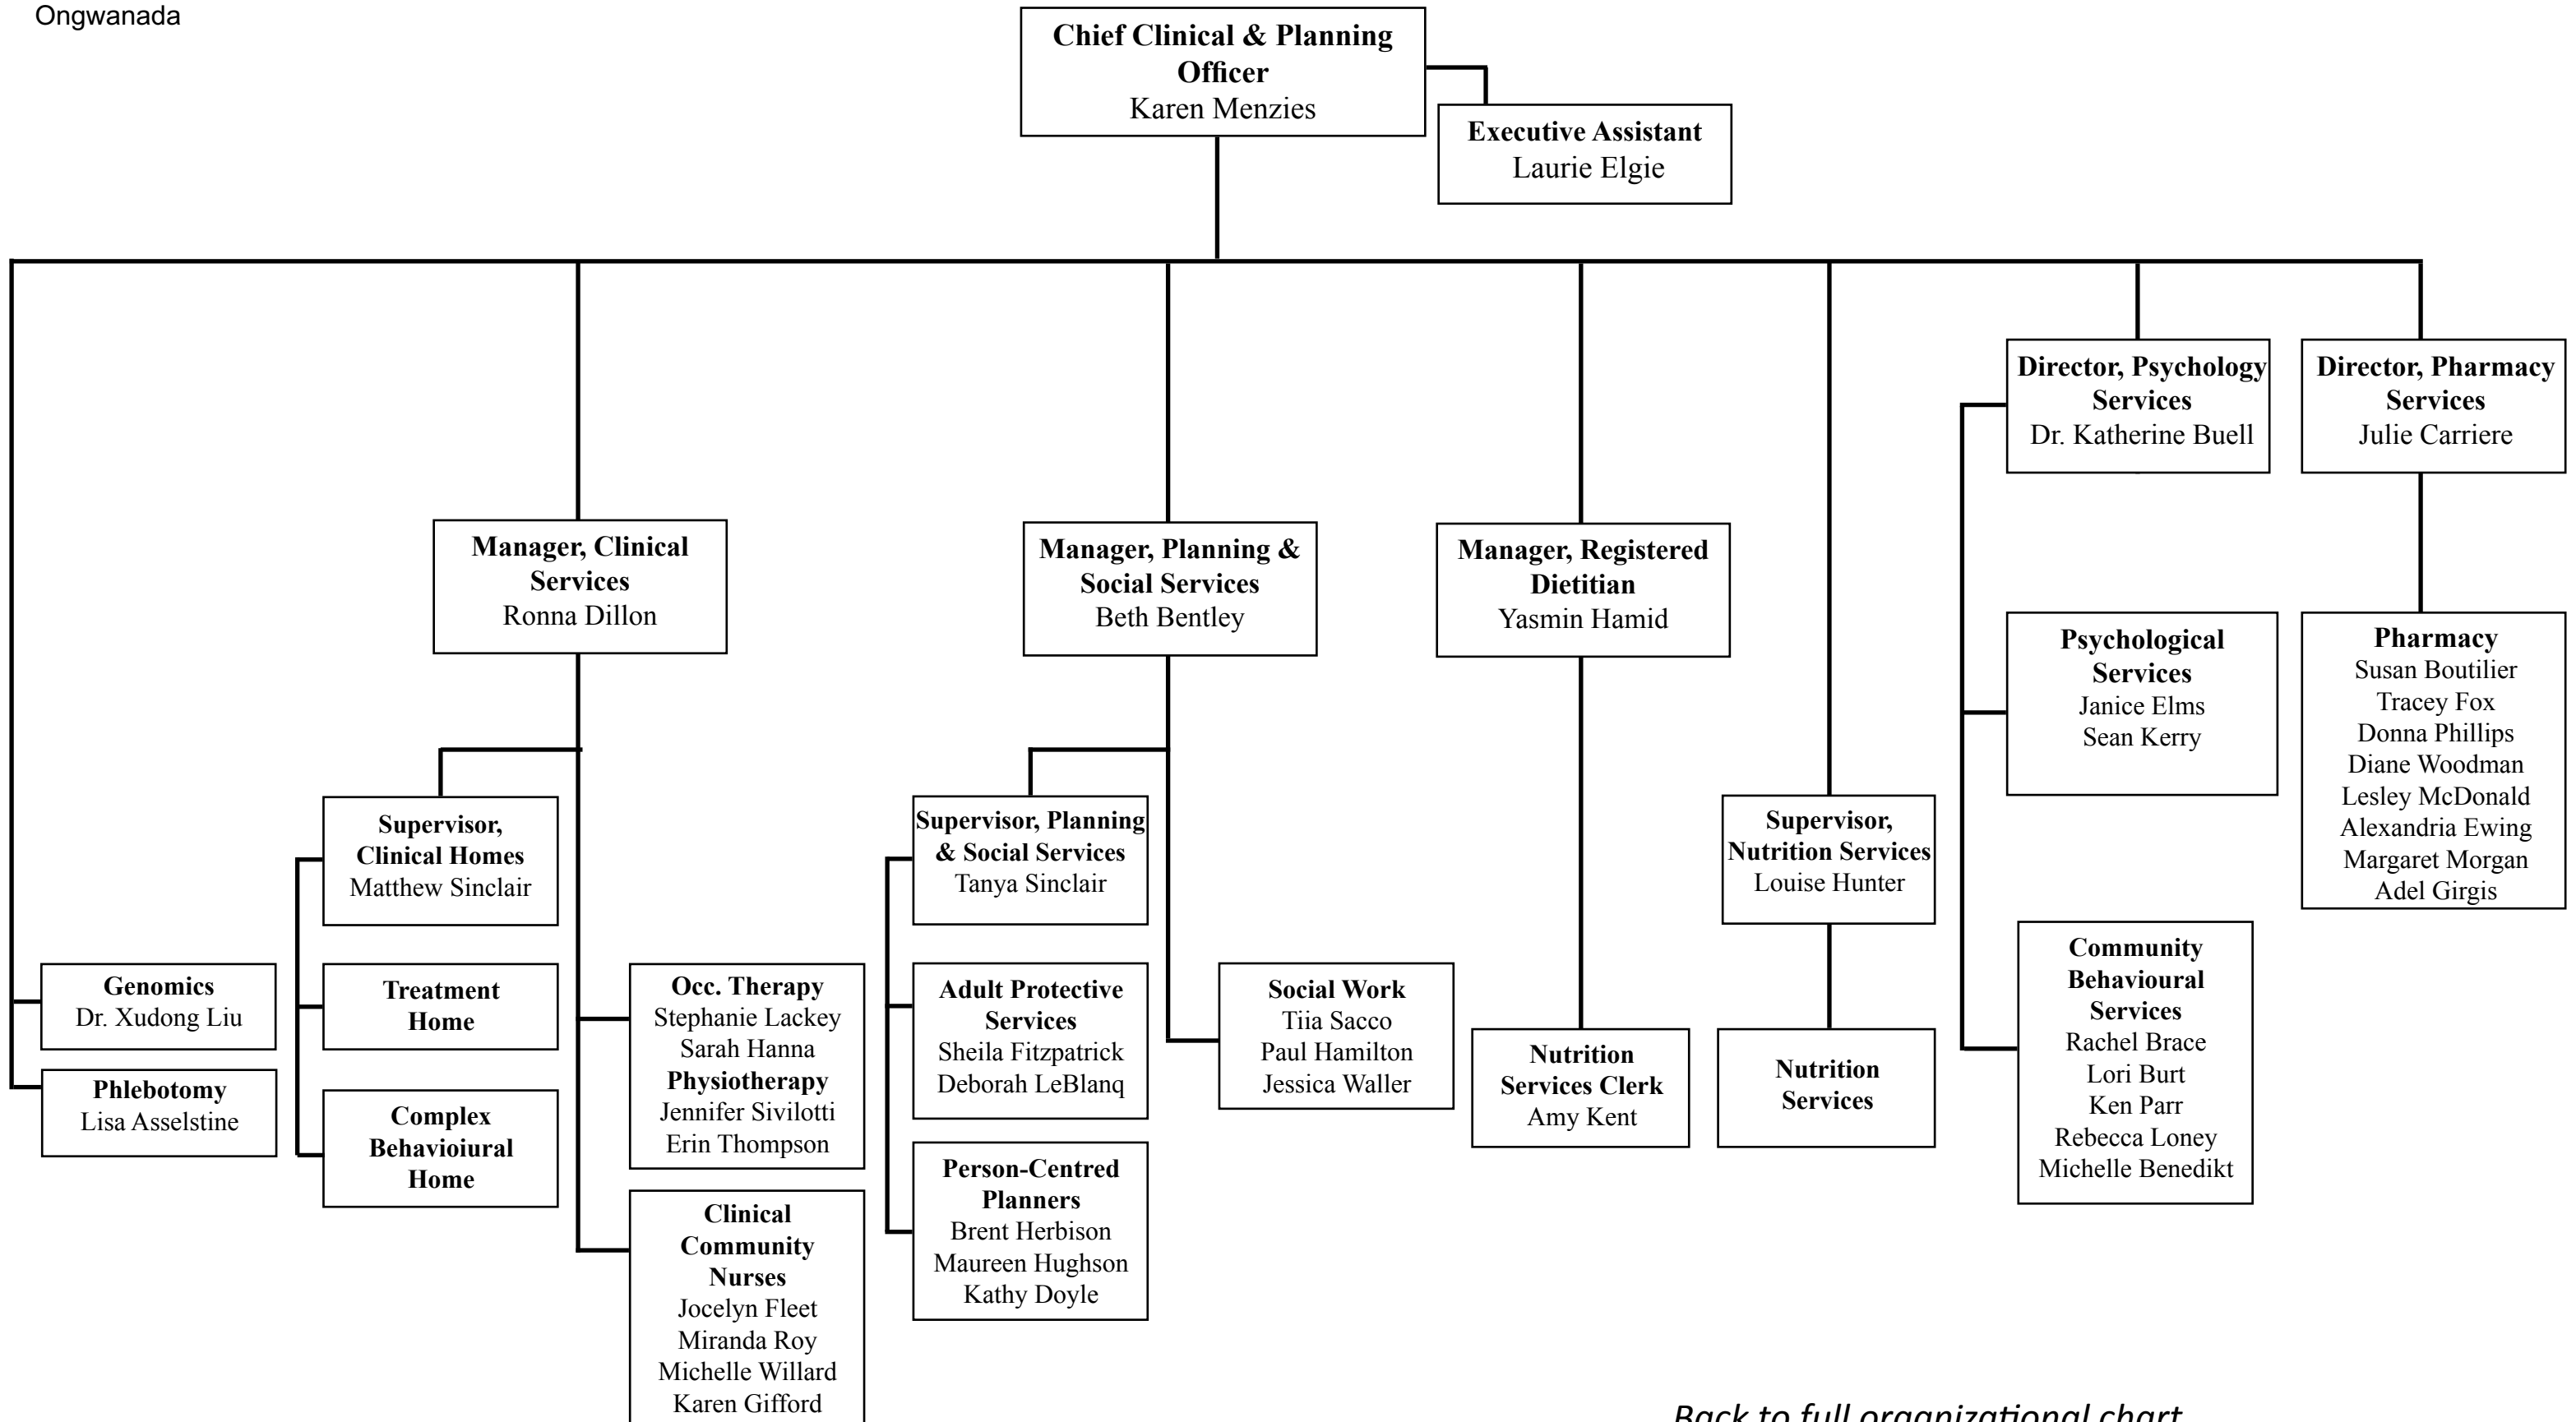 Ongwanada
Chief Clinical & Planning
Officer
Karen Menzies
Executive Assistant
Laurie Elgie
Director, Psychology
Services
Dr. Katherine Buell
Director, Pharmacy
Services
Julie Carriere
Manager, Clinical
Services
Ronna Dillon
Manager, Planning &
Social Services
Beth Bentley
Manager, Registered
Dietitian
Yasmin Hamid
Psychological
Services
Janice Elms
Sean Kerry
Pharmacy
Susan Boutilier
Tracey Fox
Donna Phillips
Diane Woodman
Lesley McDonald
Alexandria Ewing
Margaret Morgan
Adel Girgis
Supervisor,
Clinical Homes
Matthew Sinclair
Supervisor, Planning
& Social Services
Tanya Sinclair
Supervisor,
Nutrition Services
Louise Hunter
Genomics
Dr. Xudong Liu
Phlebotomy
Lisa Asselstine
Treatment
Home
Complex
Behavioiural
Home
Occ. Therapy
Stephanie Lackey
Sarah Hanna
Physiotherapy
Jennifer Sivilotti
Erin Thompson
Clinical
Community
Nurses
Jocelyn Fleet
Miranda Roy
Michelle Willard
Karen Gifford
Adult Protective
Services
Sheila Fitzpatrick
Deborah LeBlanq
Person-Centred
Planners
Brent Herbison
Maureen Hughson
Kathy Doyle
Social Work
Tiia Sacco
Paul Hamilton
Jessica Waller
Nutrition
Services Clerk
Amy Kent
Nutrition
Services
Community
Behavioural
Services
Rachel Brace
Lori Burt
Ken Parr
Rebecca Loney
Michelle Benedikt
Back to full organizational chart